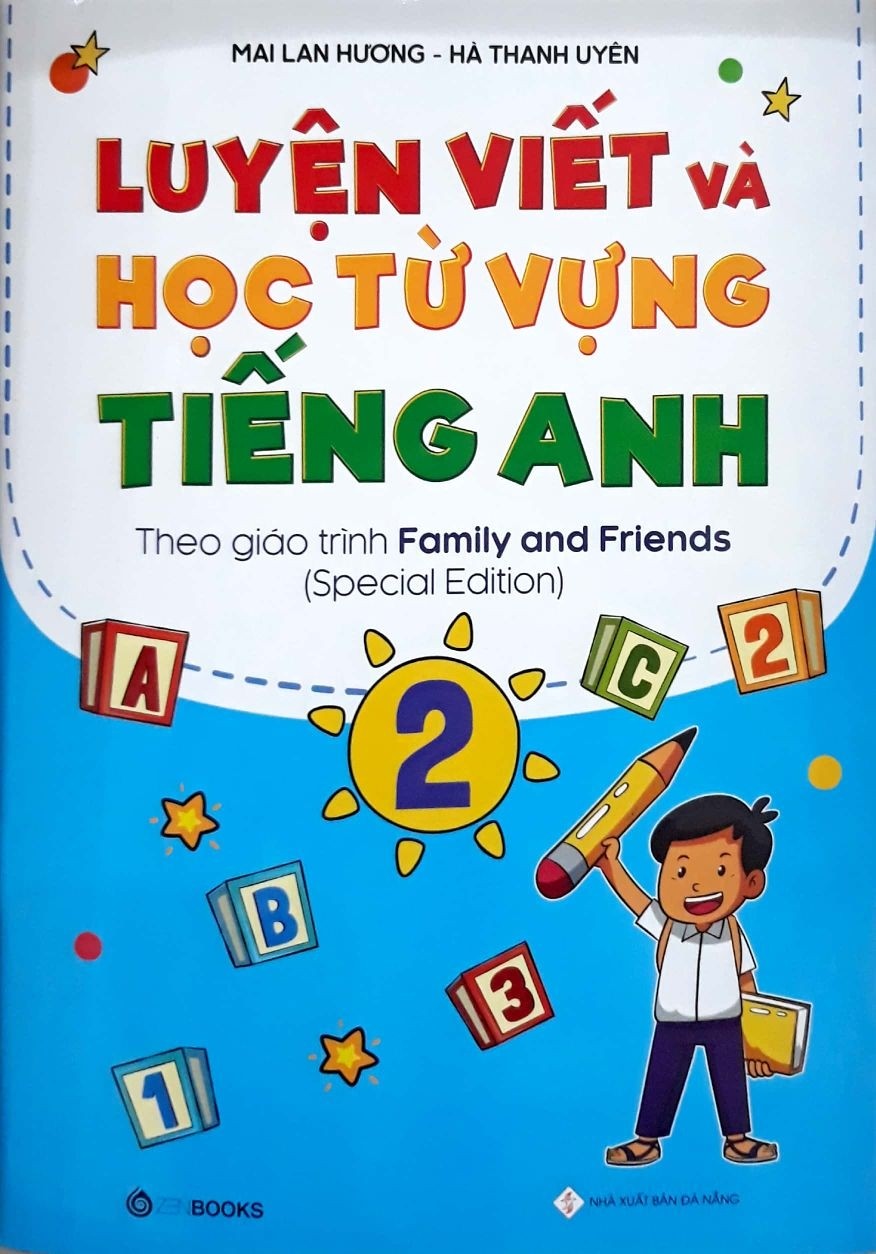 MAI LAN HƯƠNG - HÀ THANH UYÊN
LUYỆN VIẾT VÀ
HỌC TỪ VỰNG
TIẾNG ANH
Theo giáo trình Family and Friends
(Special Edition)
A
C
2
2
B
3
1
ZENBOOKS
NHÀ XUẤT BẢN ĐÀ NẴNG